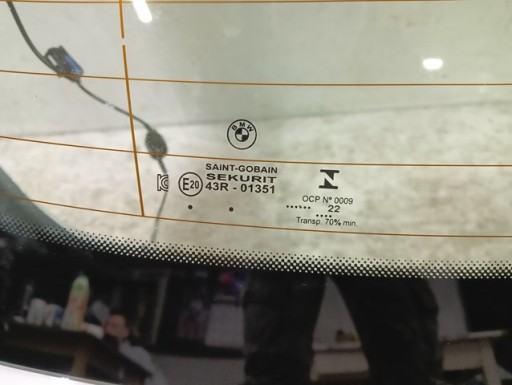 BMW
SAINT-GOBAIN
SEKURIT
E20 43R - 01351
N
OCP Nº 0009
...... 22
....
Transp. 70% min.